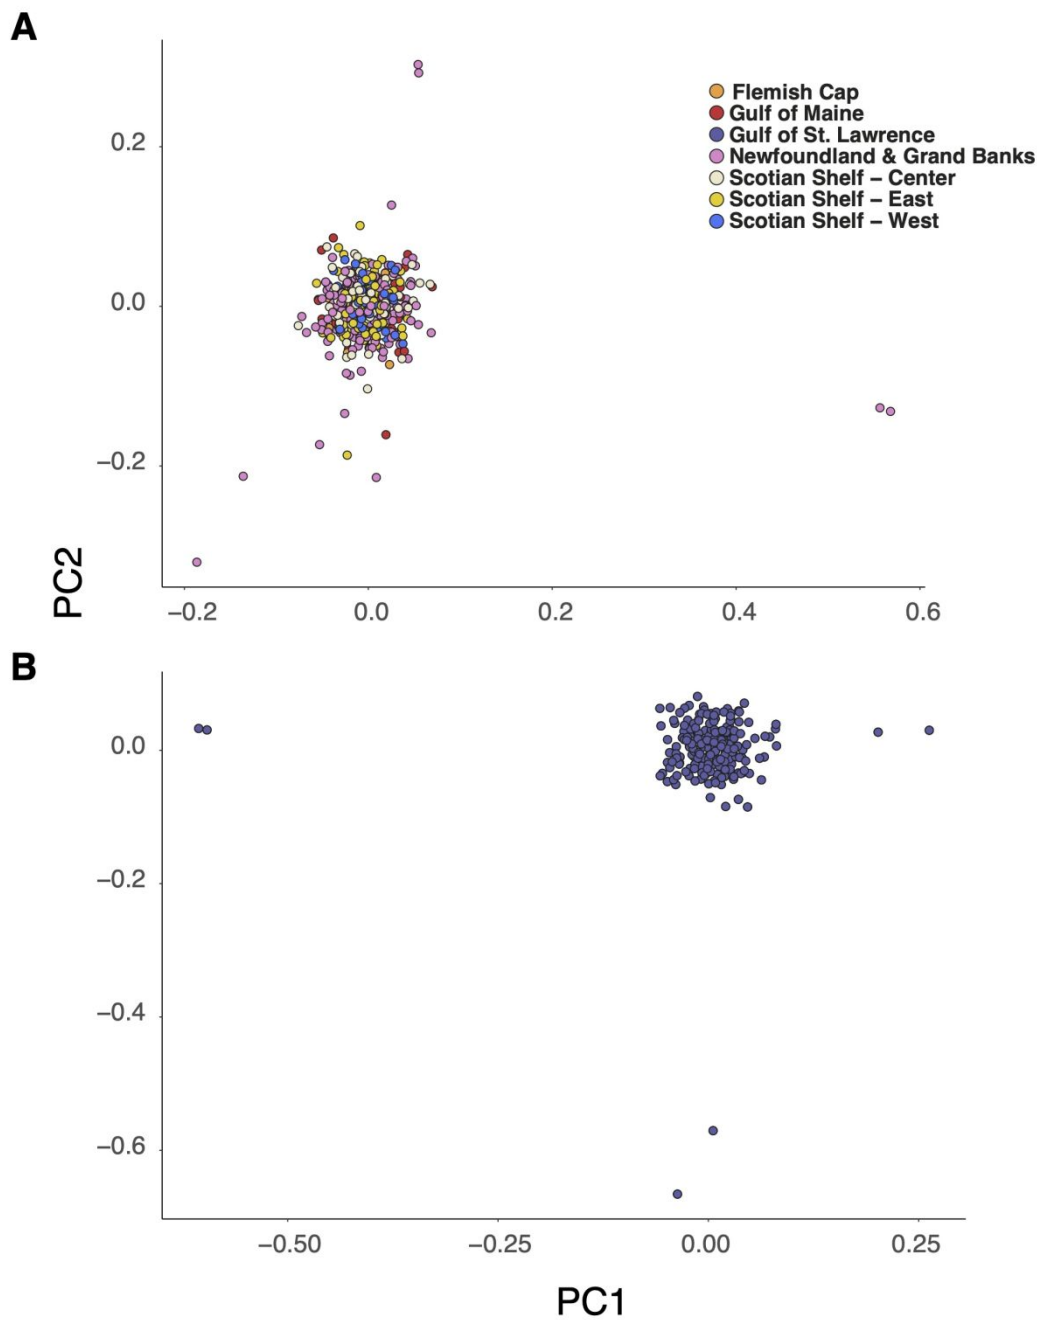 A
0.2
0.0
−0.2
PC2
Flemish Cap
Gulf of Maine
Gulf of St. Lawrence
Newfoundland & Grand Banks
Scotian Shelf – Center
Scotian Shelf – East
Scotian Shelf – West
−0.2 0.0 0.2 0.4 0.6
B
0.0
−0.2
−0.4
−0.6
−0.50 −0.25 0.00 0.25
PC1